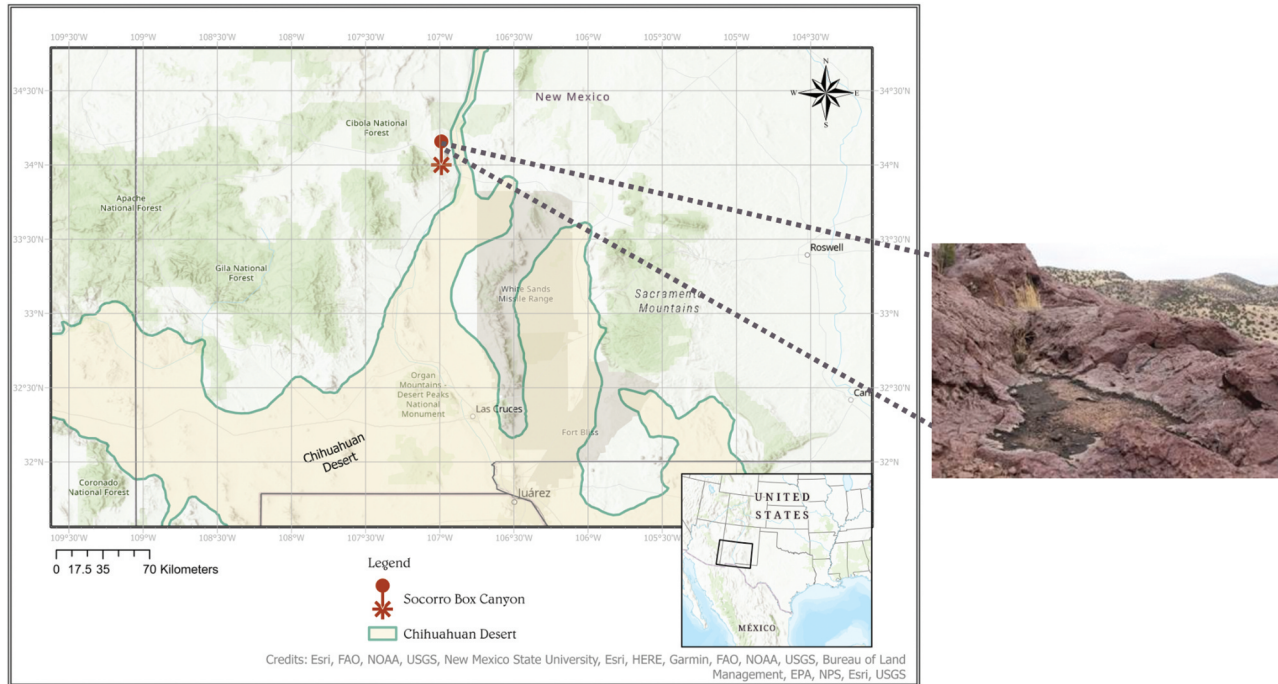 109°30'W 109°W 108°30'W 108°W 107°30'W 107°W 106°30'W 106°W 105°30'W 105°W 104°30'W
34°30'N
34°N
33°30'N
33°N
32°30'N
32°N
34°30'N
34°N
33°30'N
33°N
32°30'N
32°N
N
W E
S
New Mexico
Cibola National
Forest
Apache
National Forest
Gila National
Forest
Roswell
White Sands
Missile Range
Sacramento
Mountains
Organ
Mountains -
Desert Peaks
National
Monument
Las Cruces
Car
Fort Bliss
Chihuahuan
Desert
Coronado
National Forest
Juárez
UNITED
STATES
MÉXICO
109°30'W 109°W 108°30'W 108°W 107°30'W 107°W 106°30'W 106°W 105°30'W
0 17.5 35 70 Kilometers
Legend
Socorro Box Canyon
Chihuahuan Desert
Credits: Esri, FAO, NOAA, USGS, New Mexico State University, Esri, HERE, Garmin, FAO, NOAA, USGS, Bureau of Land
Management, EPA, NPS, Esri, USGS